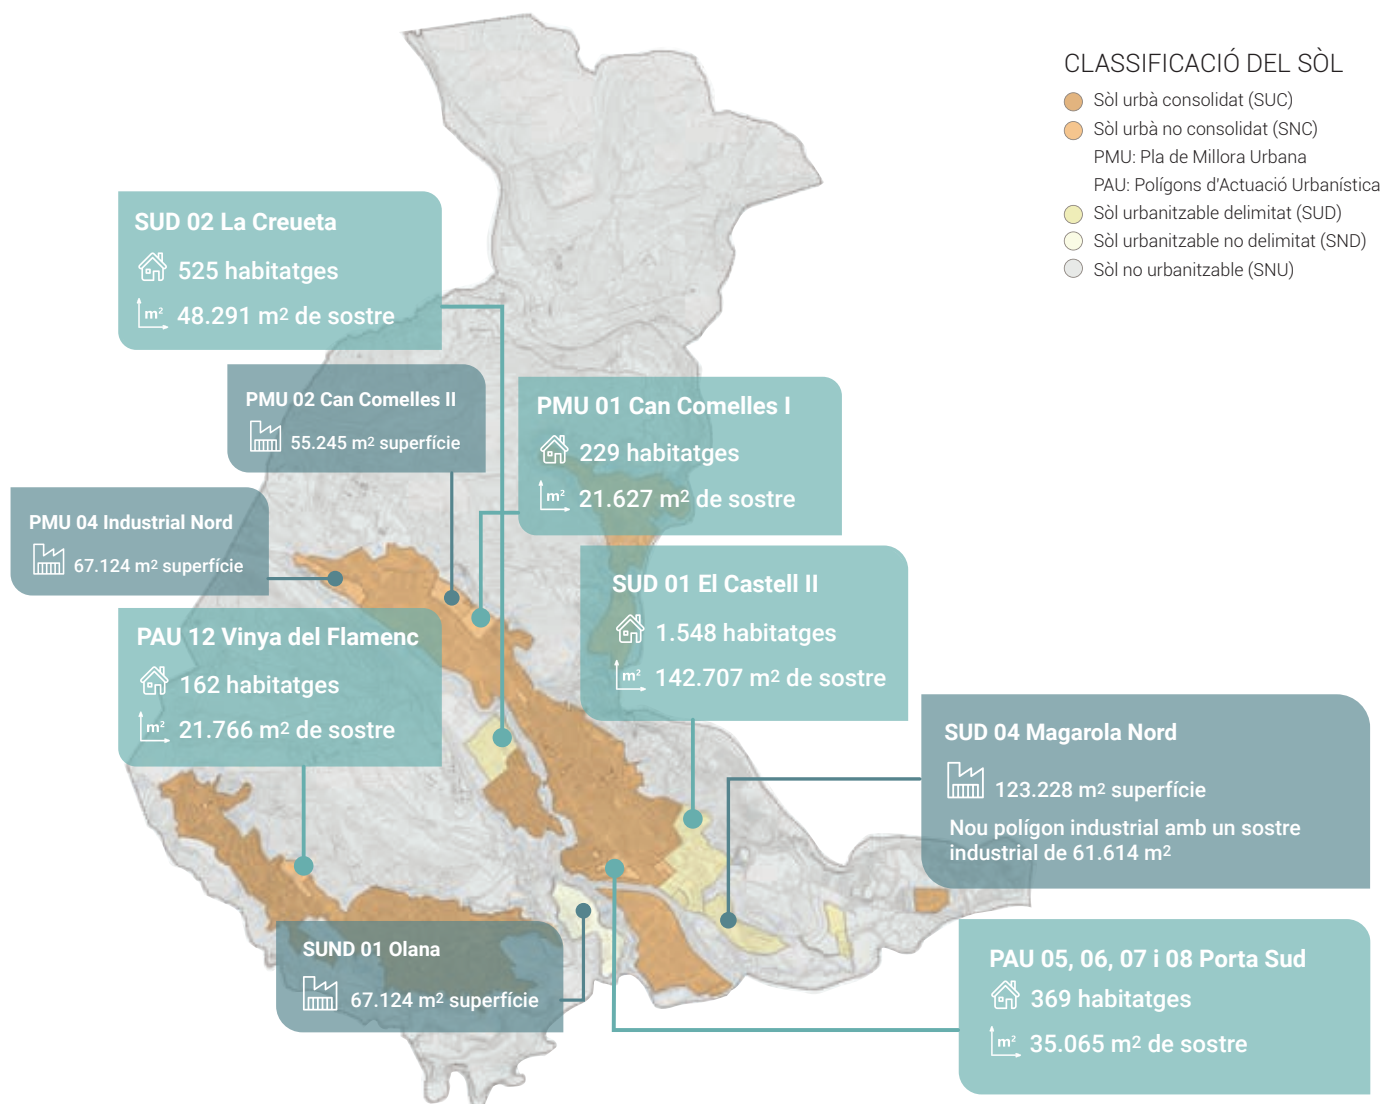 CLASSIFICACIÓ DEL SÒL
Sòl urbà consolidat (SUC)
Sòl urbà no consolidat (SNC)
PMU: Pla de Millora Urbana
PAU: Polígons d'Actuació Urbanística
Sòl urbanitzable delimitat (SUD)
Sòl urbanitzable no delimitat (SND)
Sòl no urbanitzable (SNU)
SUD 02 La Creueta
525 habitatges
m² 48.291 m² de sostre
PMU 02 Can Comelles II
55.245 m² superfície
PMU 01 Can Comelles I
229 habitatges
m² 21.627 m² de sostre
PMU 04 Industrial Nord
67.124 m² superfície
SUD 01 El Castell II
1.548 habitatges
m² 142.707 m² de sostre
PAU 12 Vinya del Flamenc
162 habitatges
m² 21.766 m² de sostre
SUD 04 Magarola Nord
123.228 m² superfície
Nou polígon industrial amb un sostre
industrial de 61.614 m²
SUND 01 Olana
67.124 m² superfície
PAU 05, 06, 07 i 08 Porta Sud
369 habitatges
m² 35.065 m² de sostre